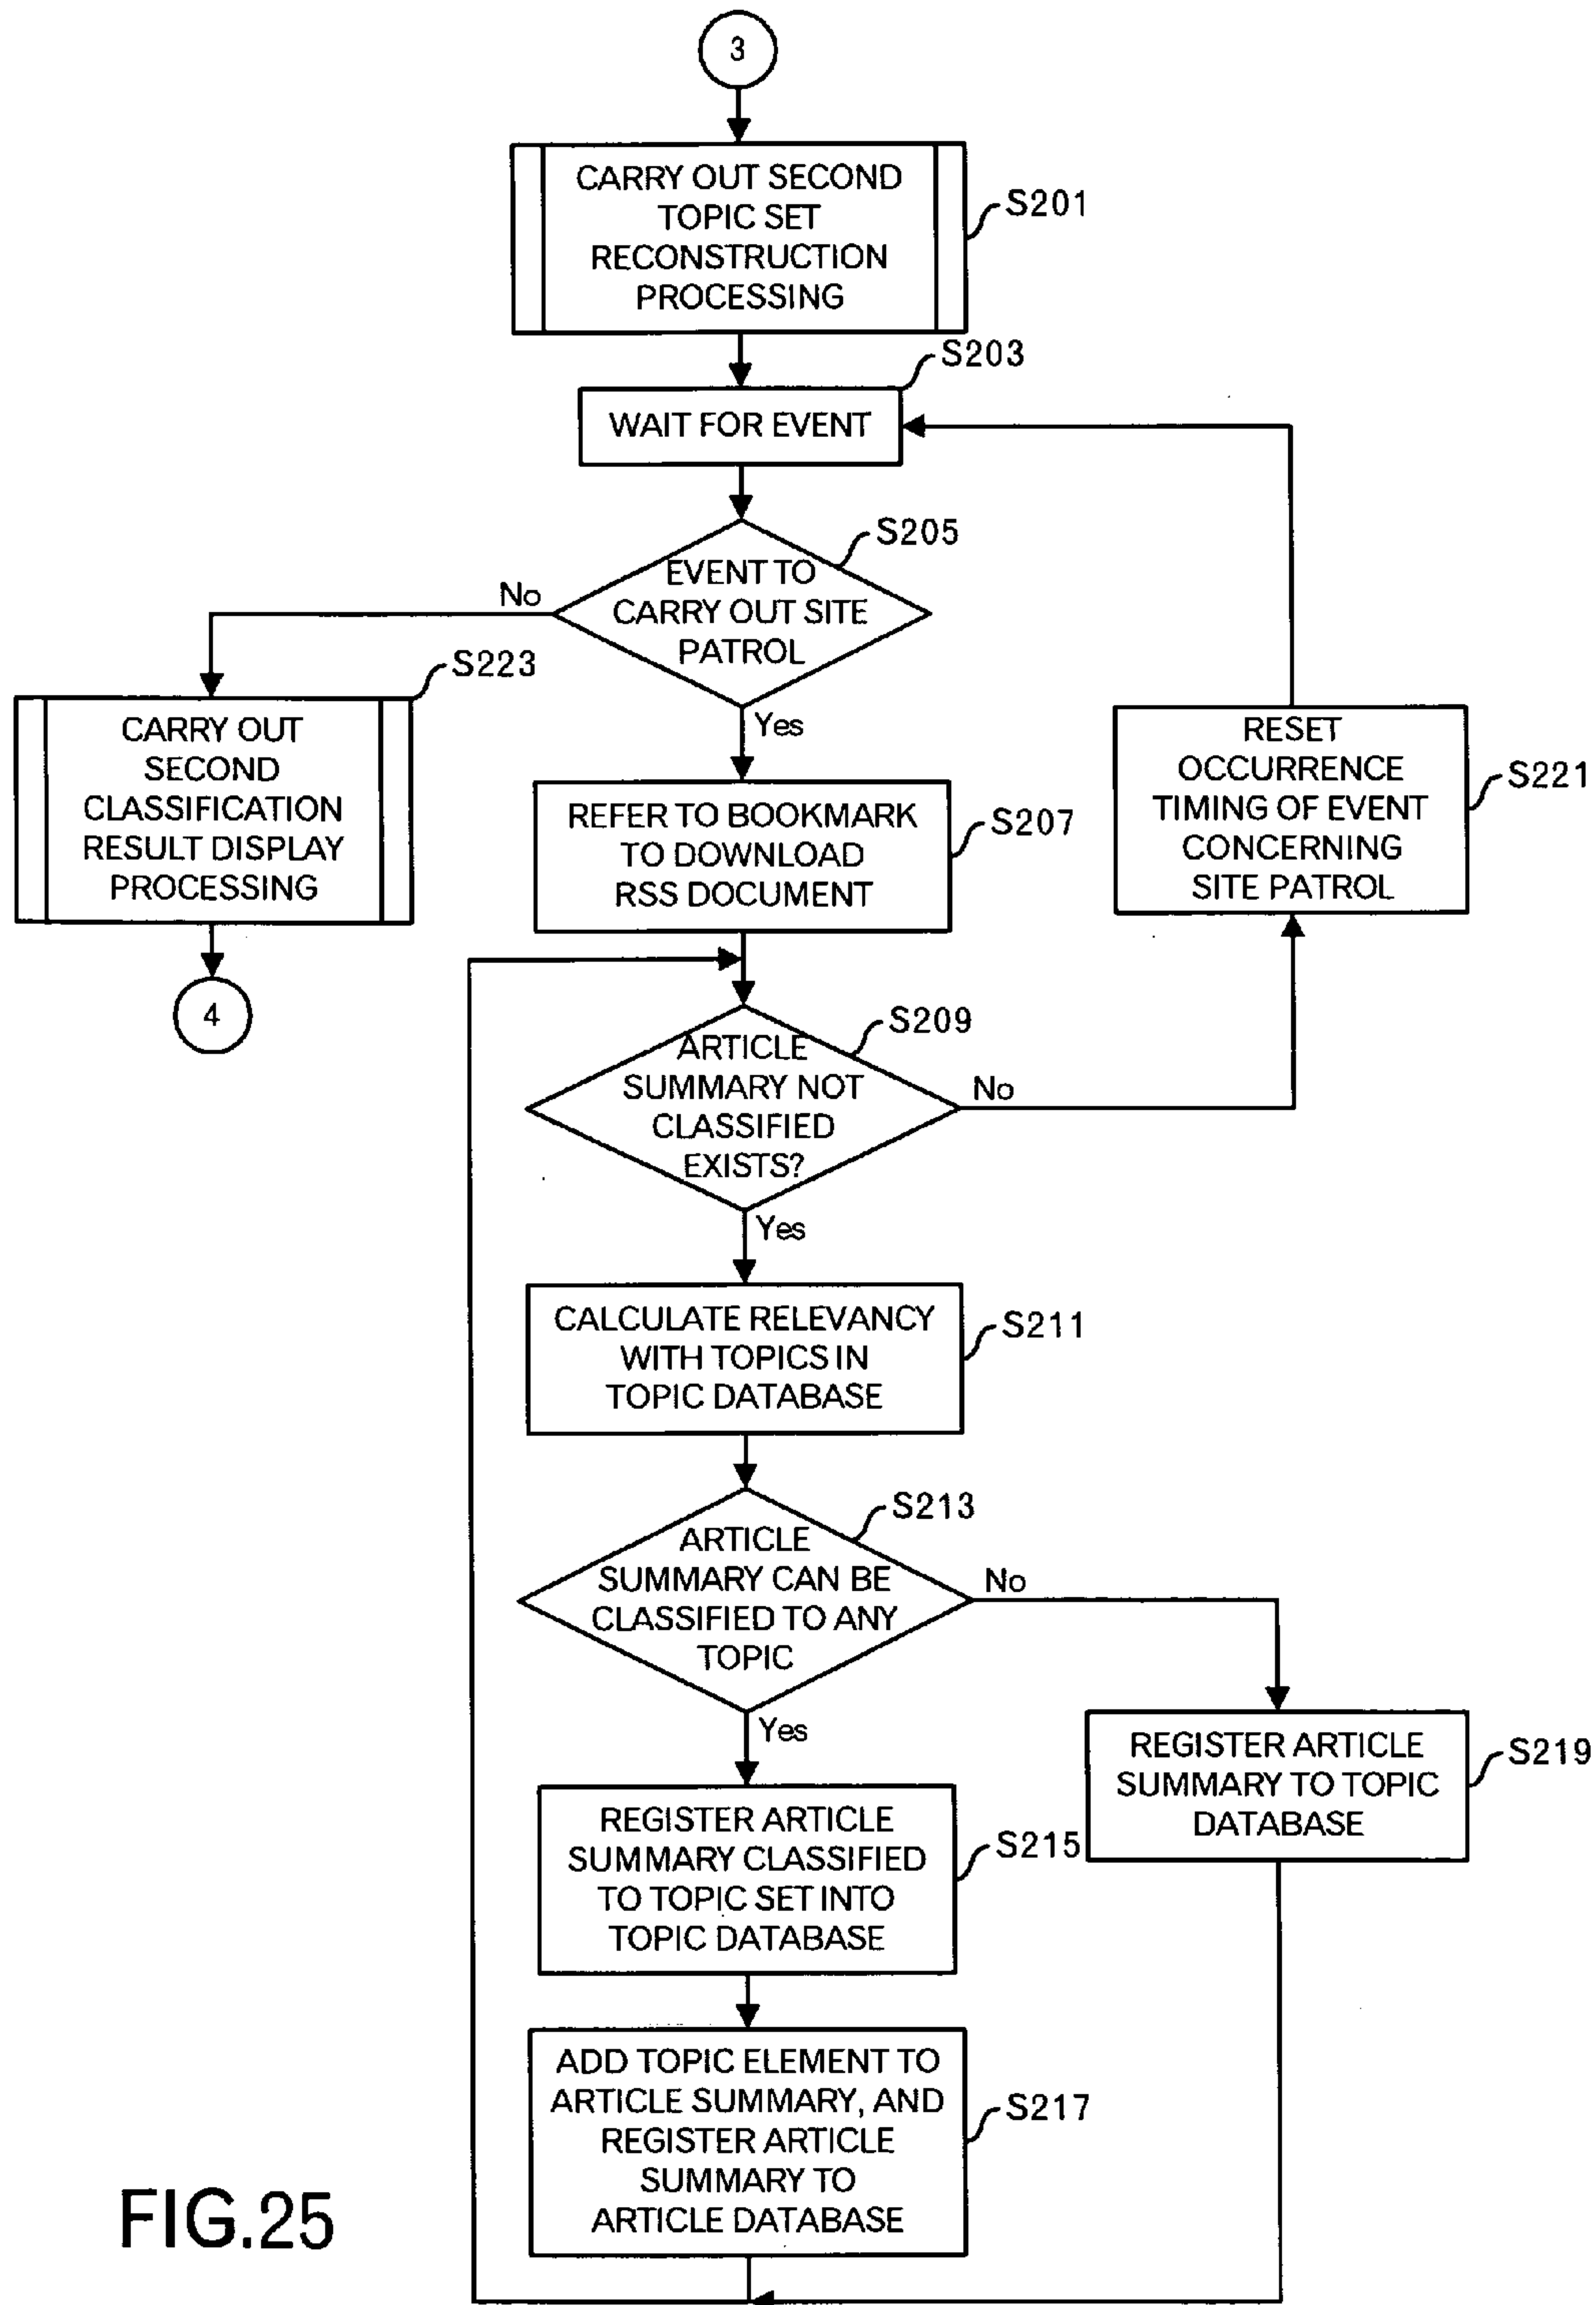 3
CARRY OUT SECOND
TOPIC SET
RECONSTRUCTION
PROCESSING
S201
S203
WAIT FOR EVENT
S205
EVENT TO
CARRY OUT SITE
PATROL
No
Yes
S223
CARRY OUT
SECOND
CLASSIFICATION
RESULT DISPLAY
PROCESSING
4
REFER TO BOOKMARK
TO DOWNLOAD
RSS DOCUMENT
S207
RESET
OCCURRENCE
TIMING OF EVENT
CONCERNING
SITE PATROL
S221
S209
ARTICLE
SUMMARY NOT
CLASSIFIED
EXISTS?
No
Yes
CALCULATE RELEVANCY
WITH TOPICS IN
TOPIC DATABASE
S211
S213
ARTICLE
SUMMARY CAN BE
CLASSIFIED TO ANY
TOPIC
No
Yes
REGISTER ARTICLE
SUMMARY TO TOPIC
DATABASE
S219
REGISTER ARTICLE
SUMMARY CLASSIFIED
TO TOPIC SET INTO
TOPIC DATABASE
S215
ADD TOPIC ELEMENT TO
ARTICLE SUMMARY, AND
REGISTER ARTICLE
SUMMARY TO
ARTICLE DATABASE
S217
FIG.25